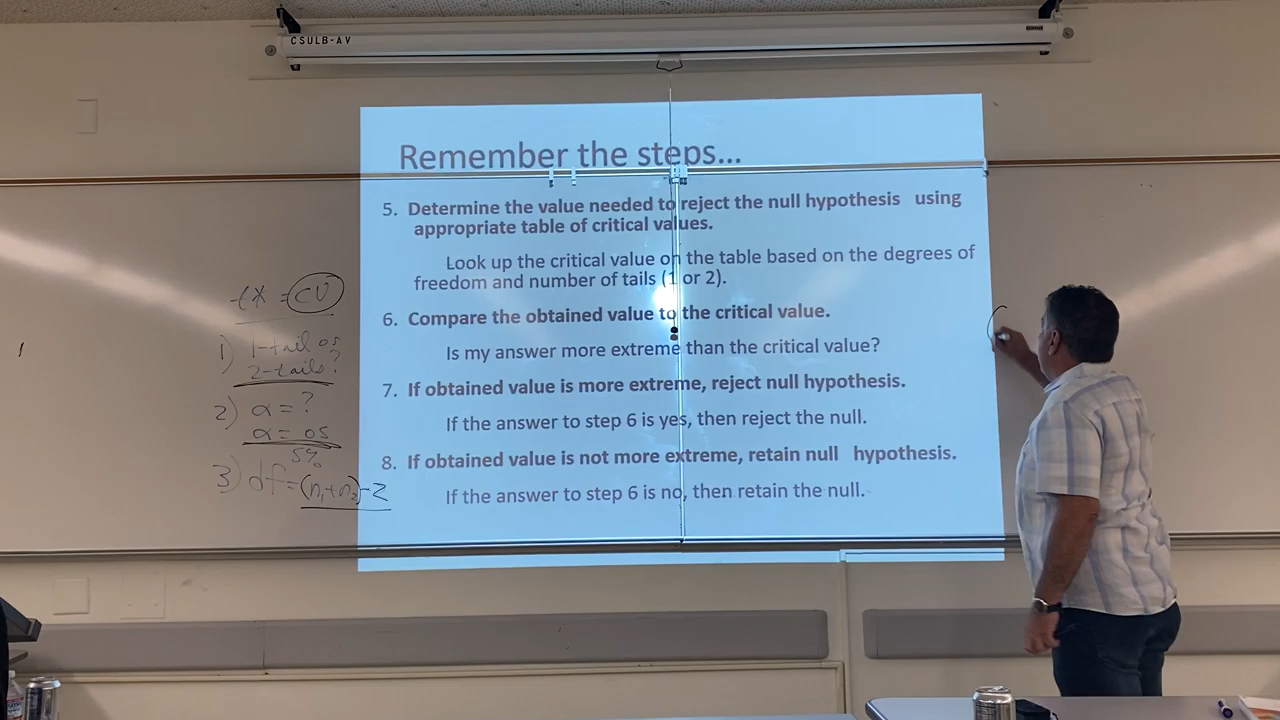 CSULB-AV
Remember the steps...
5. Determine the value needed to reject the null hypothesis using
appropriate table of critical values.
Look up the critical value on the table based on the degrees of
freedom and number of tails (1 or 2).
6. Compare the obtained value to the critical value.
Is my answer more extreme than the critical value?
7. If obtained value is more extreme, reject null hypothesis.
If the answer to step 6 is yes, then reject the null.
8. If obtained value is not more extreme, retain null hypothesis.
If the answer to step 6 is no, then retain the null.
= CV
1) 1-tail or
2-tails?
2) α = ?
α = 05
5%
3) df = (n₁+n₂)-2